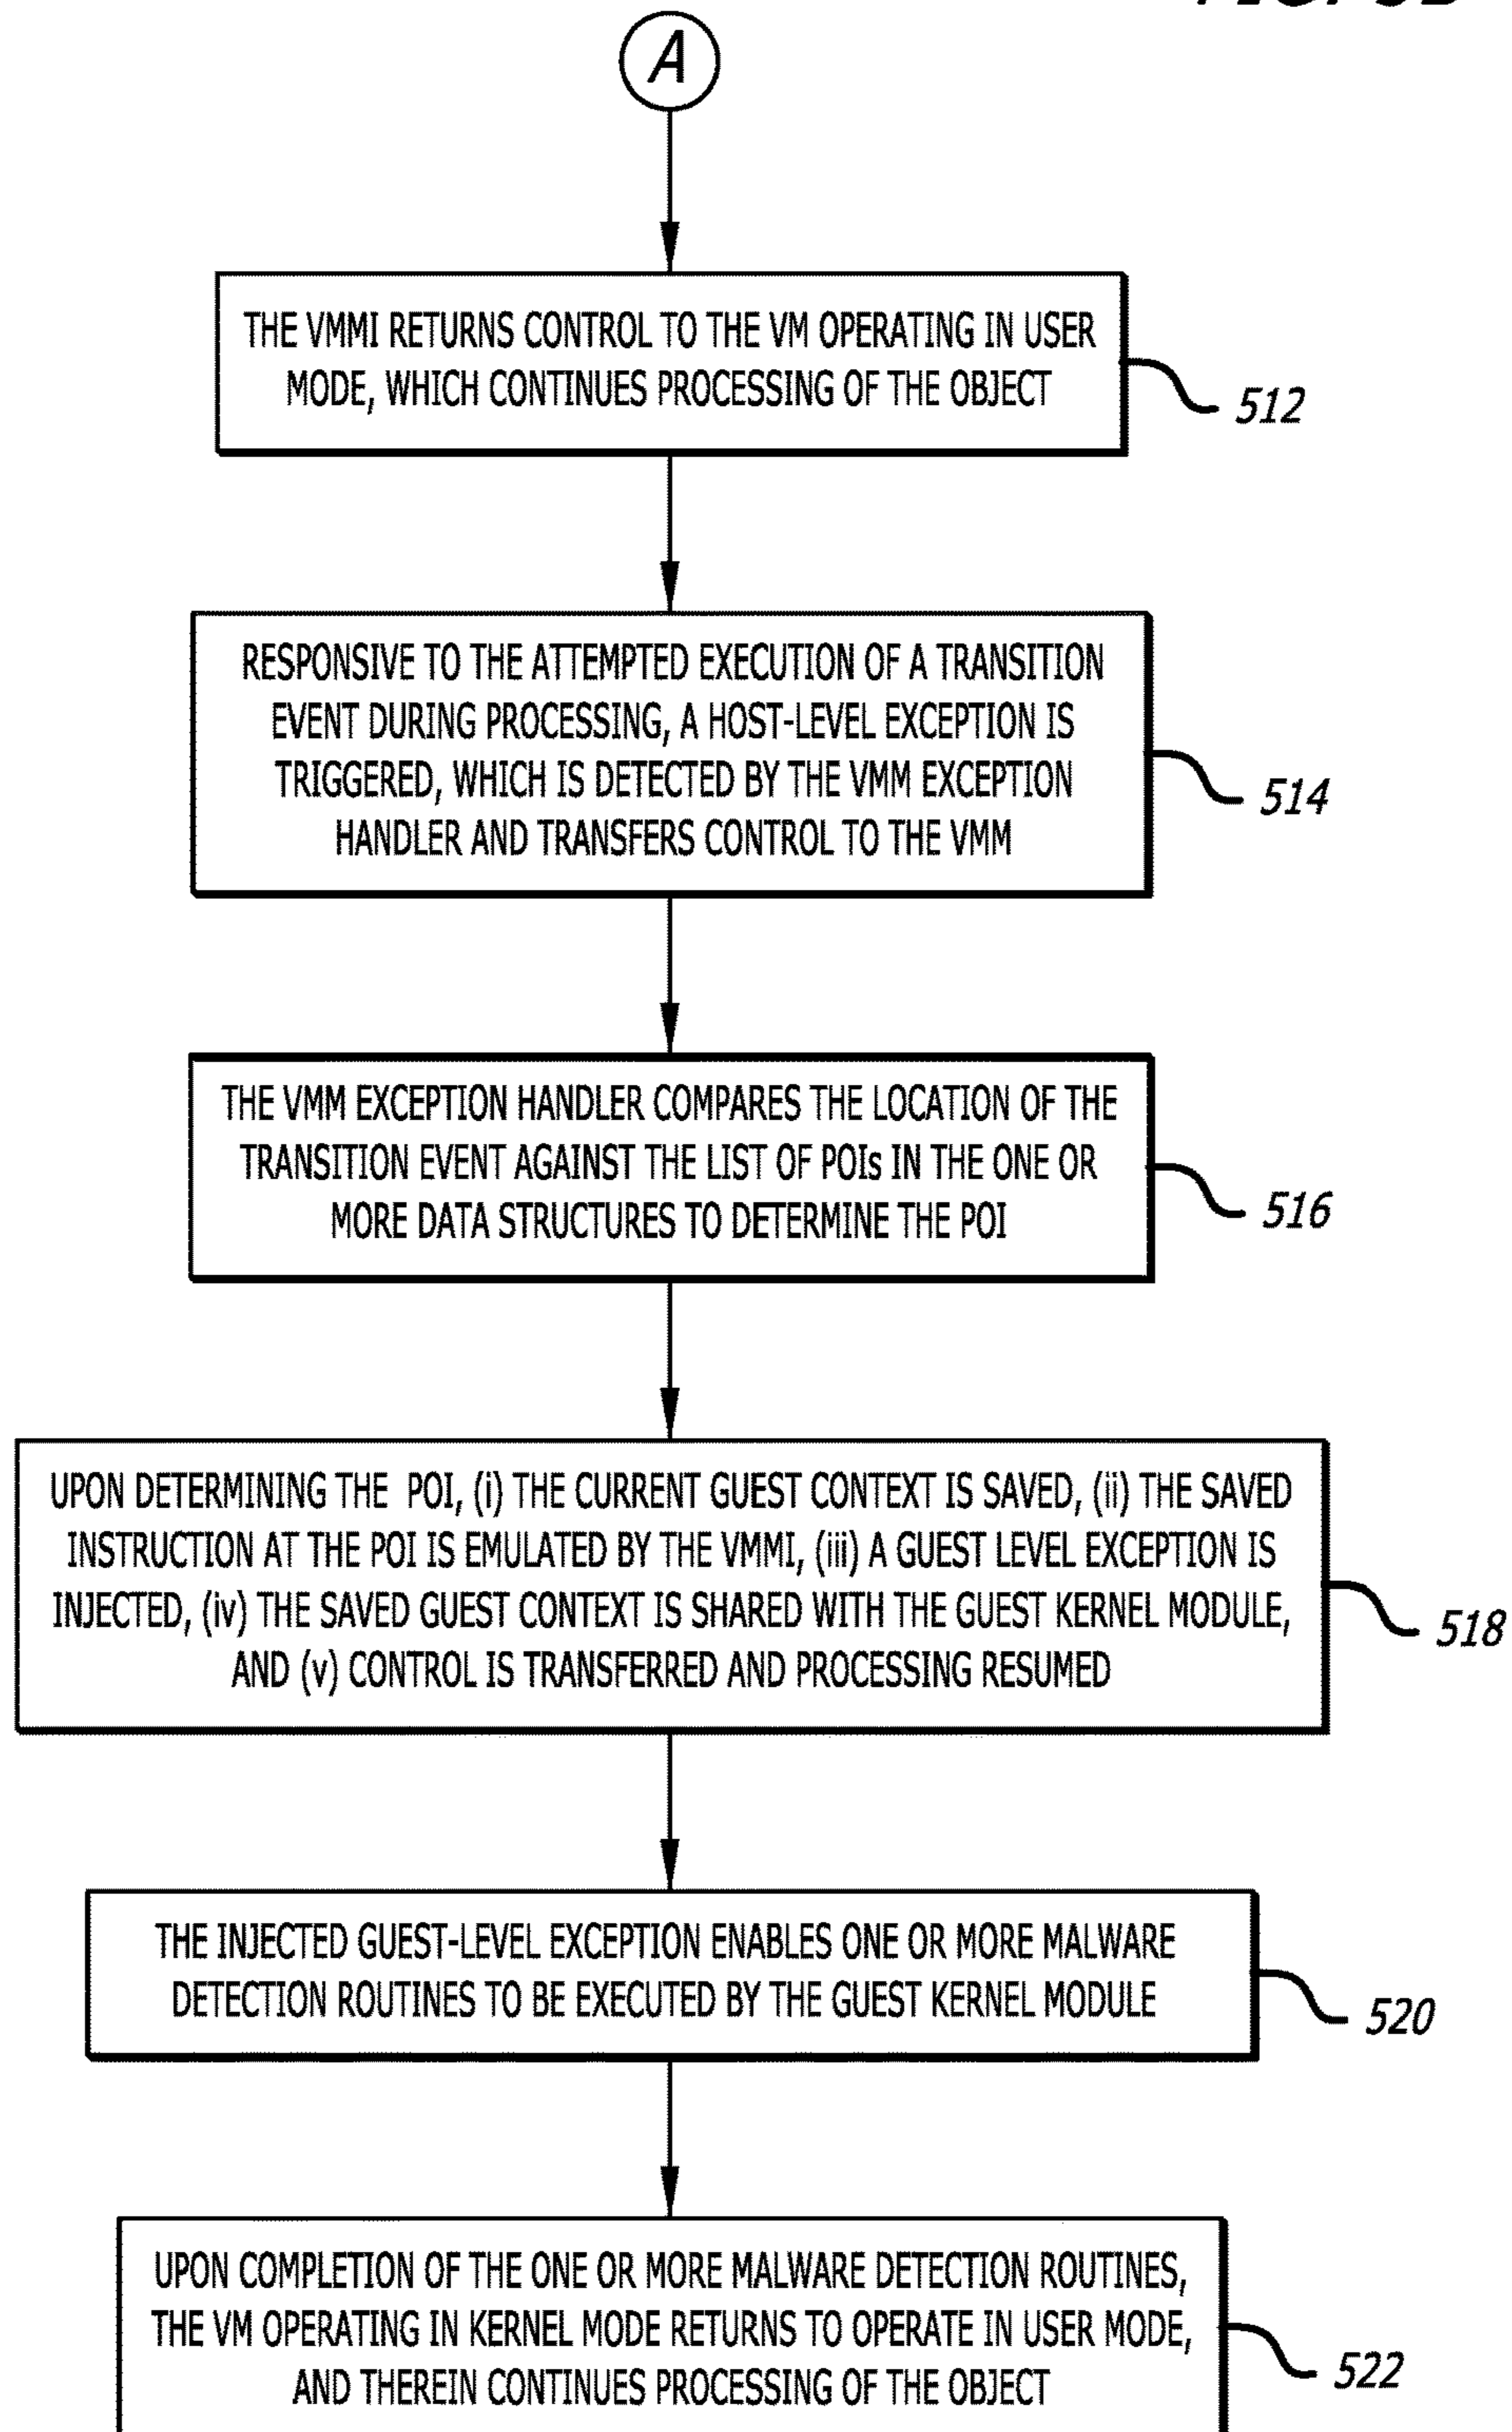 A
THE VMMI RETURNS CONTROL TO THE VM OPERATING IN USER
MODE, WHICH CONTINUES PROCESSING OF THE OBJECT
512
RESPONSIVE TO THE ATTEMPTED EXECUTION OF A TRANSITION
EVENT DURING PROCESSING, A HOST-LEVEL EXCEPTION IS
TRIGGERED, WHICH IS DETECTED BY THE VMM EXCEPTION
HANDLER AND TRANSFERS CONTROL TO THE VMM
514
THE VMM EXCEPTION HANDLER COMPARES THE LOCATION OF THE
TRANSITION EVENT AGAINST THE LIST OF POIs IN THE ONE OR
MORE DATA STRUCTURES TO DETERMINE THE POI
516
UPON DETERMINING THE POI, (i) THE CURRENT GUEST CONTEXT IS SAVED, (ii) THE SAVED
INSTRUCTION AT THE POI IS EMULATED BY THE VMMI, (iii) A GUEST LEVEL EXCEPTION IS
INJECTED, (iv) THE SAVED GUEST CONTEXT IS SHARED WITH THE GUEST KERNEL MODULE,
AND (v) CONTROL IS TRANSFERRED AND PROCESSING RESUMED
518
THE INJECTED GUEST-LEVEL EXCEPTION ENABLES ONE OR MORE MALWARE
DETECTION ROUTINES TO BE EXECUTED BY THE GUEST KERNEL MODULE
520
UPON COMPLETION OF THE ONE OR MORE MALWARE DETECTION ROUTINES,
THE VM OPERATING IN KERNEL MODE RETURNS TO OPERATE IN USER MODE,
AND THEREIN CONTINUES PROCESSING OF THE OBJECT
522